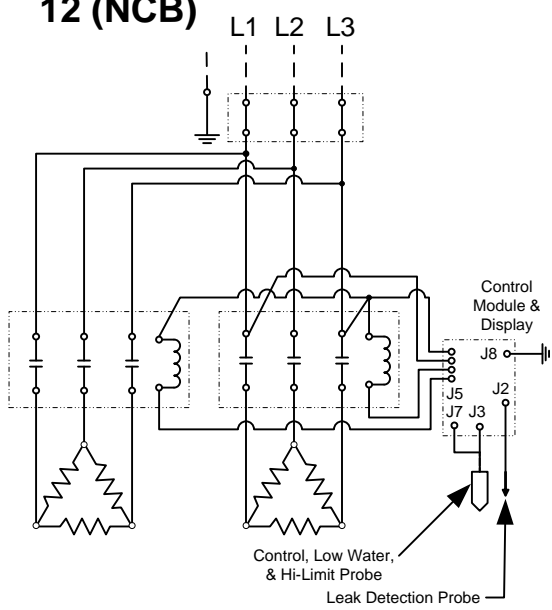 12 (NCB)
L1 L2 L3
Control
Module &
Display
J8
J5
J2
J7 J3
Control, Low Water,
& Hi-Limit Probe
Leak Detection Probe